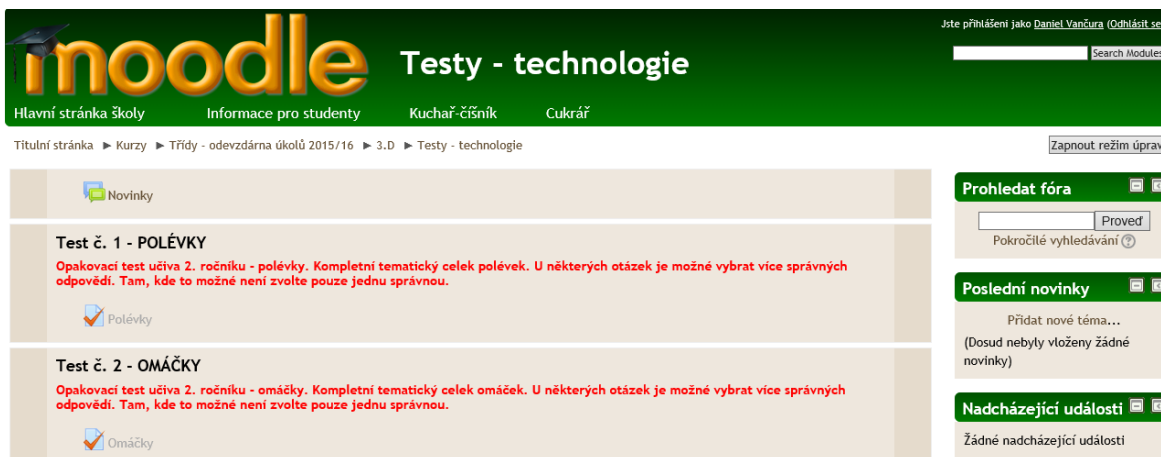 Jste přihlášeni jako Daniel Vančura (Odhlásit se
moodle
Testy - technologie
Search Modules
Hlavní stránka školy Informace pro studenty Kuchař-číšník Cukrář
Titulní stránka ► Kurzy ► Třídy - odevzdárna úkolů 2015/16 ► 3.D ► Testy - technologie
Zapnout režim úprav
Novinky
Test č. 1 - POLÉVKY
Opakovací test učiva 2. ročníku - polévky. Kompletní tematický celek polévek. U některých otázek je možné vybrat více správných
odpovědí. Tam, kde to možné není zvolte pouze jednu správnou.
Polévky
Test č. 2 - OMÁČKY
Opakovací test učiva 2. ročníku - omáčky. Kompletní tematický celek omáček. U některých otázek je možné vybrat více správných
odpovědí. Tam, kde to možné není zvolte pouze jednu správnou.
Omáčky
Prohledat fóra
Proveď
Pokročilé vyhledávání ?
Poslední novinky
Přidat nové téma...
(Dosud nebyly vloženy žádné
novinky)
Nadcházející události
Žádné nadcházející události